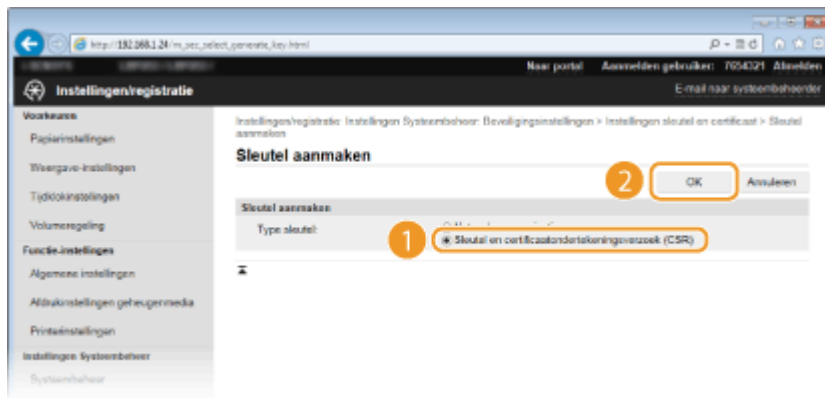 http://192.168.1.24/m_sec_select_generate_key.html
Naar portal Aanmelden gebruiker: 7654321 Afmelden
Instellingen/registratie
E-mail naar systeembeheerder
Voorkeuren
Papierinstellingen
Weergave-instellingen
Tijdklokinstellingen
Volumeregeling
Functie-instellingen
Algemene instellingen
Afdrukinstellingen geheugenmedia
Printerinstellingen
Instellingen Systeembeheer
Systeembeheer
Instellingen/registratie: Instellingen Systeembeheer: Beveiligingsinstellingen > Instellingen sleutel en certificaat > Sleutel
aanmaken
Sleutel aanmaken
2
OK Annuleren
Sleutel aanmaken
Type sleutel:
1
Sleutel en certificaatondertekeningsverzoek (CSR)